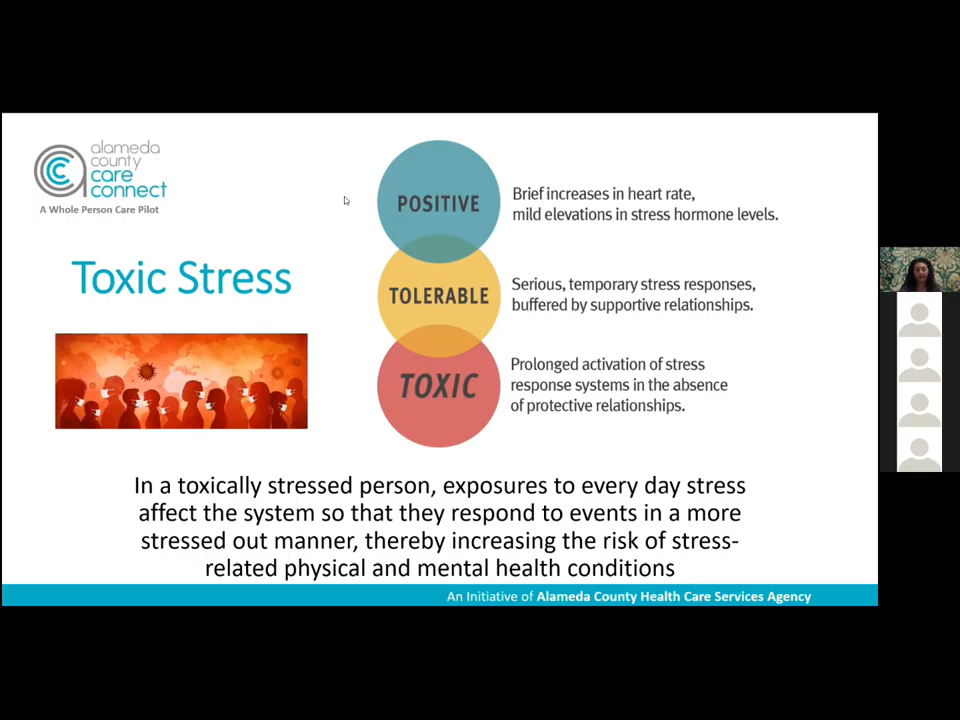 alameda
county
care
connect
A Whole Person Care Pilot
Toxic Stress
POSITIVE
Brief increases in heart rate,
mild elevations in stress hormone levels.
TOLERABLE
Serious, temporary stress responses,
buffered by supportive relationships.
TOXIC
Prolonged activation of stress
response systems in the absence
of protective relationships.
In a toxically stressed person, exposures to every day stress
affect the system so that they respond to events in a more
stressed out manner, thereby increasing the risk of stress-
related physical and mental health conditions
An Initiative of Alameda County Health Care Services Agency